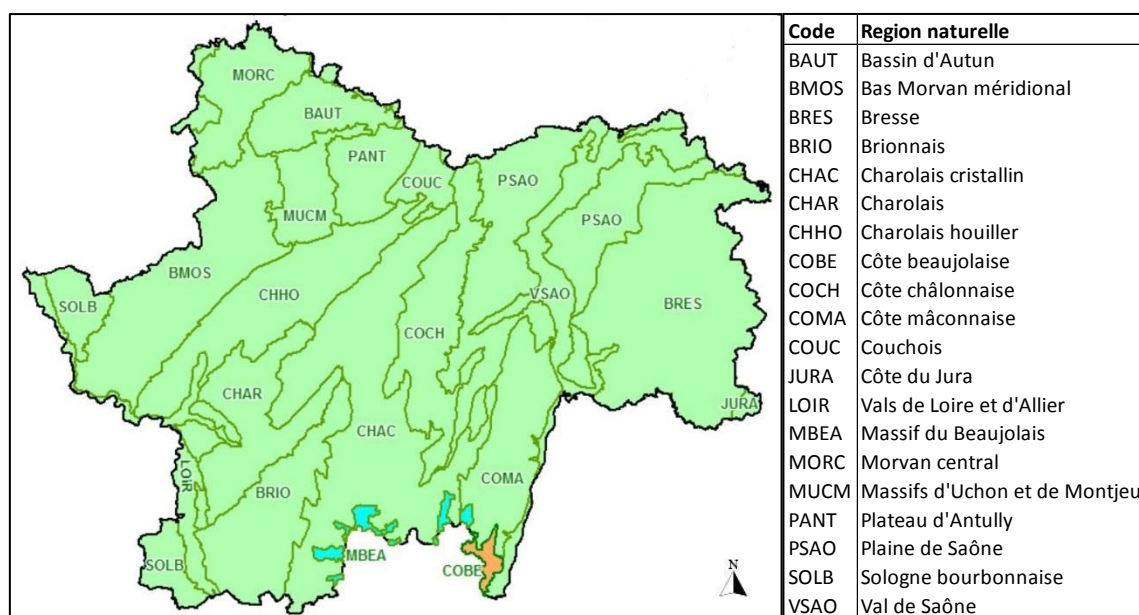 MORC
BAUT
PANT
COUC
PSAO
MUCM
PSAO
BMOS
SOLB
CHHO
VSAO
BRES
COCH
CHAR
JURA
CHAC
LOIR
BRIO
COMA
SOLB
MBEA
COBE
N
Code Region naturelle
BAUT Bassin d'Autun
BMOS Bas Morvan méridional
BRES Bresse
BRIO Brionnais
CHAC Charolais cristallin
CHAR Charolais
CHHO Charolais houiller
COBE Côte beaujolaise
COCH Côte châlonnaise
COMA Côte mâconnaise
COUC Couchois
JURA Côte du Jura
LOIR Vals de Loire et d'Allier
MBEA Massif du Beaujolais
MORC Morvan central
MUCM Massifs d'Uchon et de Montjeu
PANT Plateau d'Antully
PSAO Plaine de Saône
SOLB Sologne bourbonnaise
VSAO Val de Saône